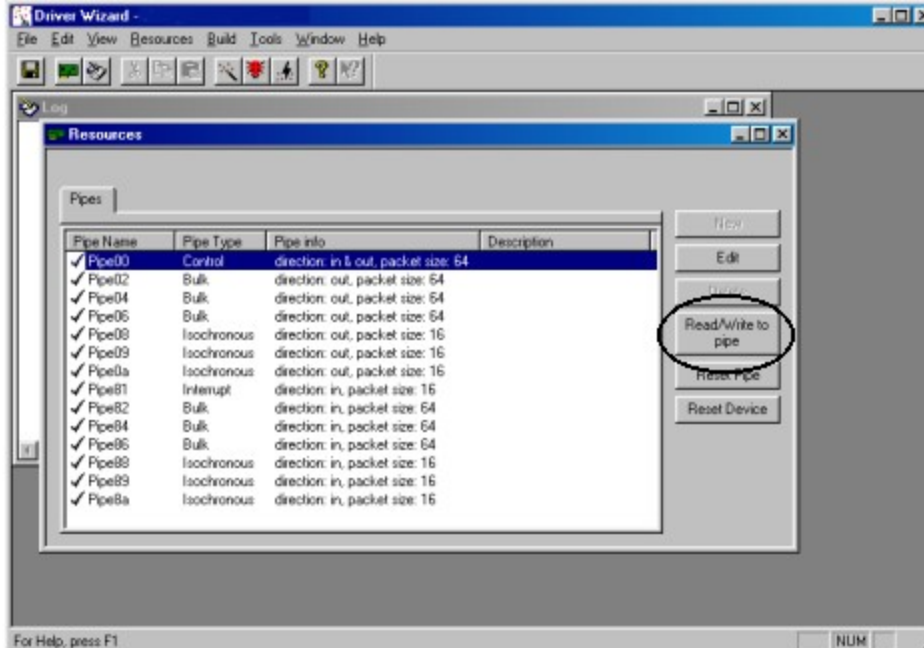 Driver Wizard -
File Edit View Resources Build Tools Window Help
Log
Resources
Pipes
Pipe Name Pipe Type Pipe info Description
Pipe00 Control direction: in & out, packet size: 64
Pipe02 Bulk direction: out, packet size: 64
Pipe04 Bulk direction: out, packet size: 64
Pipe06 Bulk direction: out, packet size: 64
Pipe08 Isochronous direction: out, packet size: 16
Pipe09 Isochronous direction: out, packet size: 16
Pipe0a Isochronous direction: out, packet size: 16
Pipe81 Interrupt direction: in, packet size: 16
Pipe82 Bulk direction: in, packet size: 64
Pipe84 Bulk direction: in, packet size: 64
Pipe86 Bulk direction: in, packet size: 64
Pipe88 Isochronous direction: in, packet size: 16
Pipe89 Isochronous direction: in, packet size: 16
Pipe8a Isochronous direction: in, packet size: 16
New
Edit
Delete
Read/Write to
pipe
Reset Pipe
Reset Device
For Help, press F1
NUM